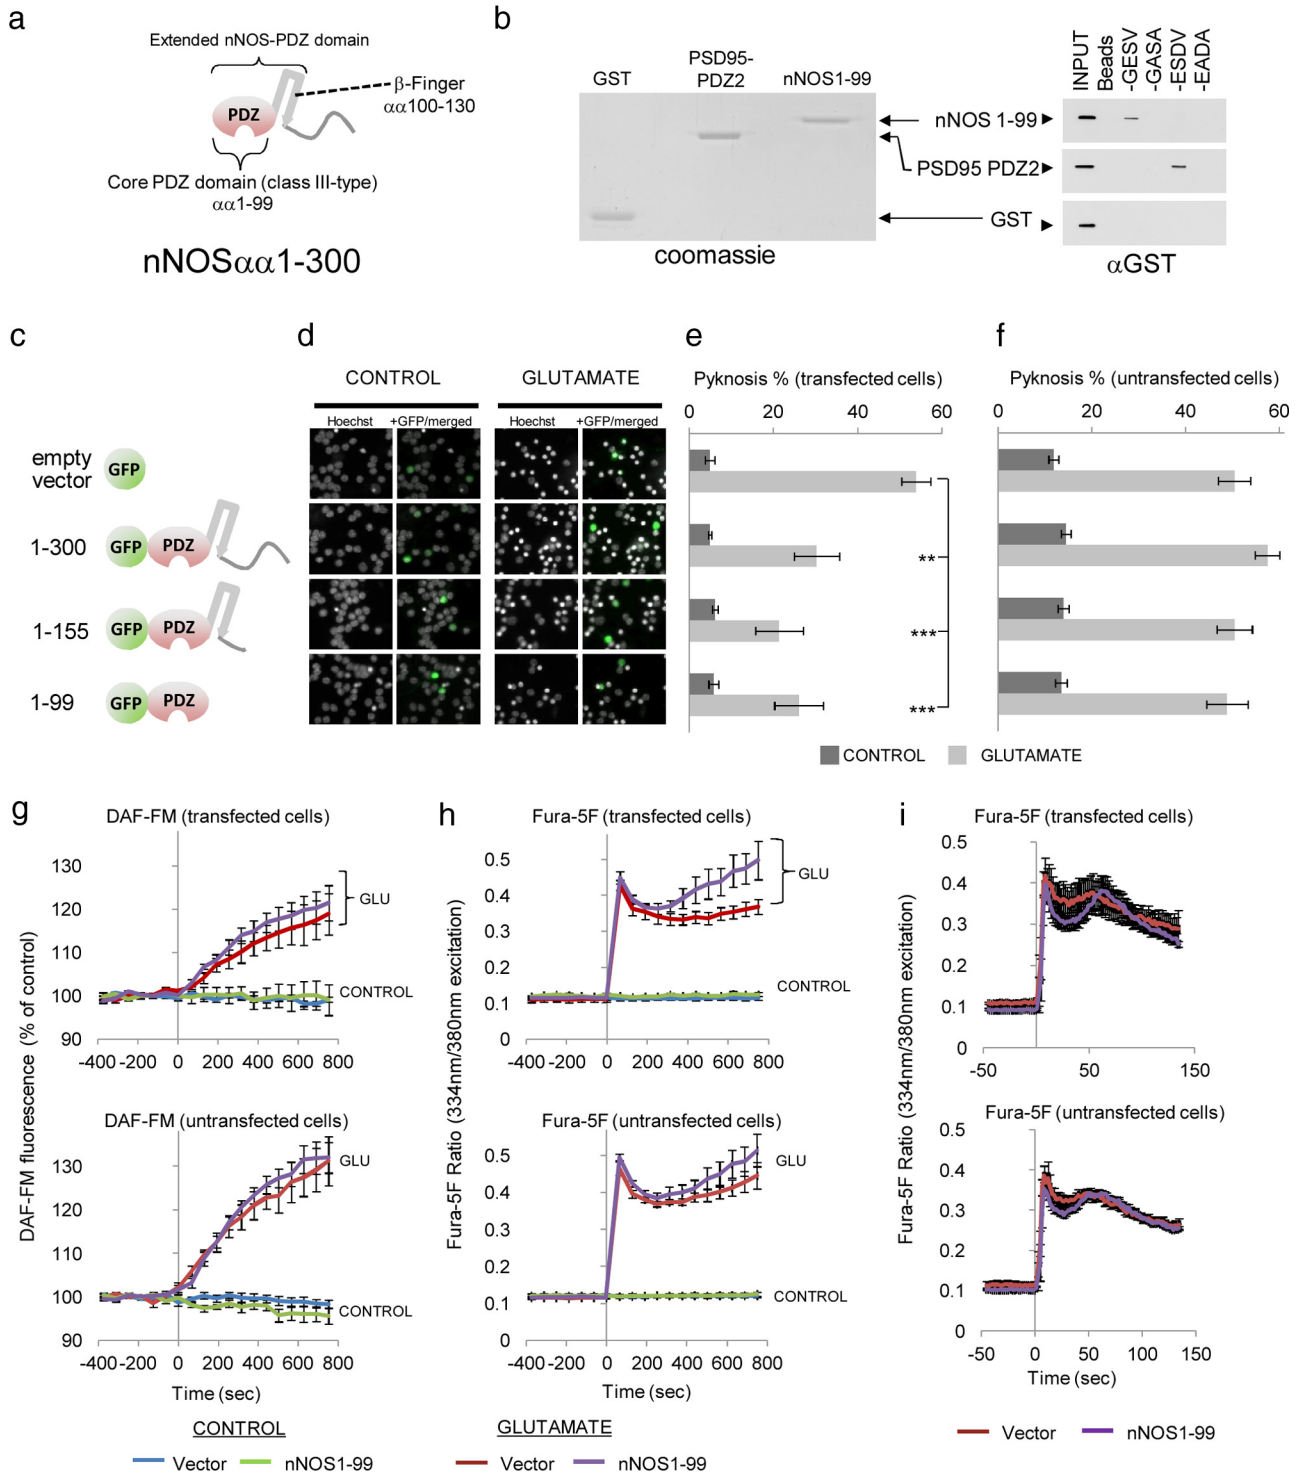 a
Extended nNOS-PDZ domain
PDZ
β-Finger
αα100-130
Core PDZ domain (class III-type)
αα1-99
nNOSαα1-300
b
GST
PSD95-
PDZ2
nNOS1-99
coomassie
nNOS 1-99
PSD95 PDZ2
GST
INPUT
Beads
-GESV
-GASA
-ESDV
-EADA
αGST
c
empty
vector
GFP
1-300
GFP
PDZ
1-155
GFP
PDZ
1-99
GFP
PDZ
d
CONTROL
GLUTAMATE
Hoechst
+GFP/merged
Hoechst
+GFP/merged
e
Pyknosis % (transfected cells)
0 20 40 60
**
***
***
f
Pyknosis % (untransfected cells)
0 20 40 60
CONTROL
GLUTAMATE
g
DAF-FM (transfected cells)
130
120
110
100
90
GLU
CONTROL
-400 -200 0 200 400 600 800
DAF-FM fluorescence (% of control)
DAF-FM (untransfected cells)
130
120
110
100
90
GLU
CONTROL
-400 -200 0 200 400 600 800
Time (sec)
h
Fura-5F (transfected cells)
0.5
0.4
0.3
0.2
0.1
0
GLU
CONTROL
-400 -200 0 200 400 600 800
Fura-5F Ratio (334nm/380nm excitation)
Fura-5F (untransfected cells)
0.5
0.4
0.3
0.2
0.1
0
GLU
CONTROL
-400 -200 0 200 400 600 800
Time (sec)
i
Fura-5F (transfected cells)
0.5
0.4
0.3
0.2
0.1
0
-50 50 150
Fura-5F Ratio (334nm/380nm excitation)
Fura-5F (untransfected cells)
0.5
0.4
0.3
0.2
0.1
0
-50 0 50 100 150
Time (sec)
CONTROL
Vector
nNOS1-99
GLUTAMATE
Vector
nNOS1-99
Vector
nNOS1-99